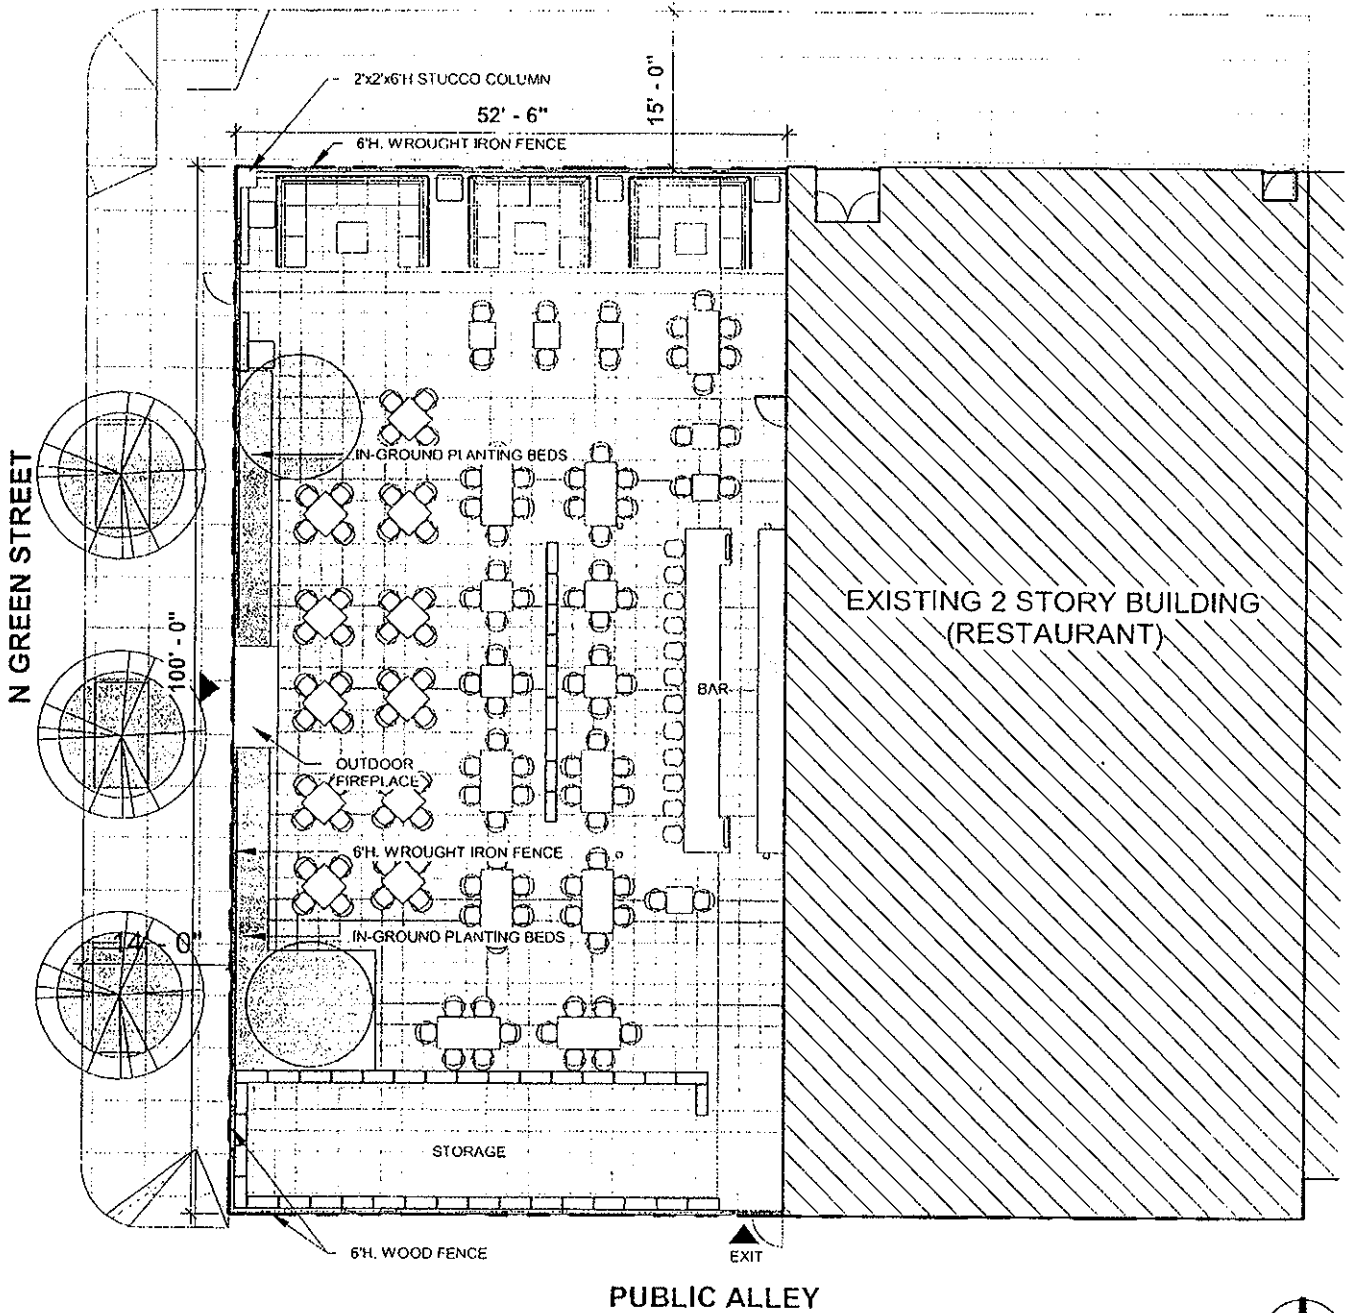 2'x2'x6'H STUCCO COLUMN
52' - 6"
15' - 0"
6'H. WROUGHT IRON FENCE
IN-GROUND PLANTING BEDS
N GREEN STREET
100' - 0"
EXISTING 2 STORY BUILDING
(RESTAURANT)
BAR
OUTDOOR
FIREPLACE
6'H. WROUGHT IRON FENCE
IN-GROUND PLANTING BEDS
14' - 0"
STORAGE
6'H. WOOD FENCE
EXIT
PUBLIC ALLEY